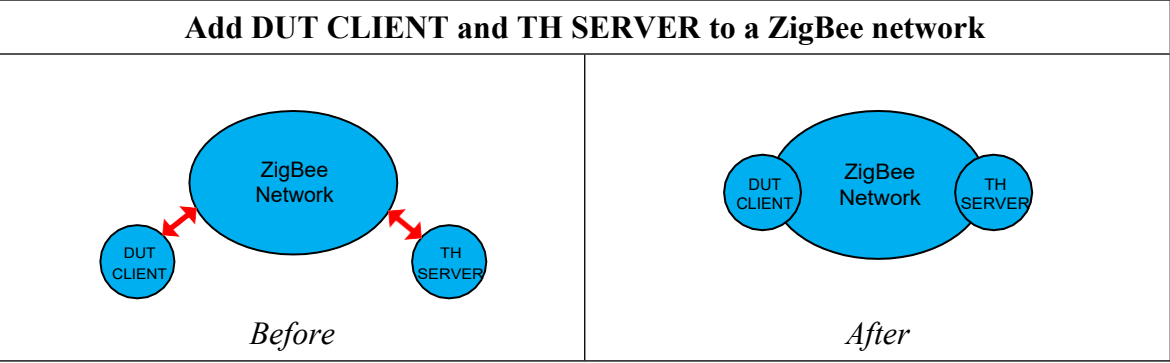 Add DUT CLIENT and TH SERVER to a ZigBee network
ZigBee
Network
DUT
CLIENT
TH
SERVER
Before
ZigBee
Network
DUT
CLIENT
TH
SERVER
After